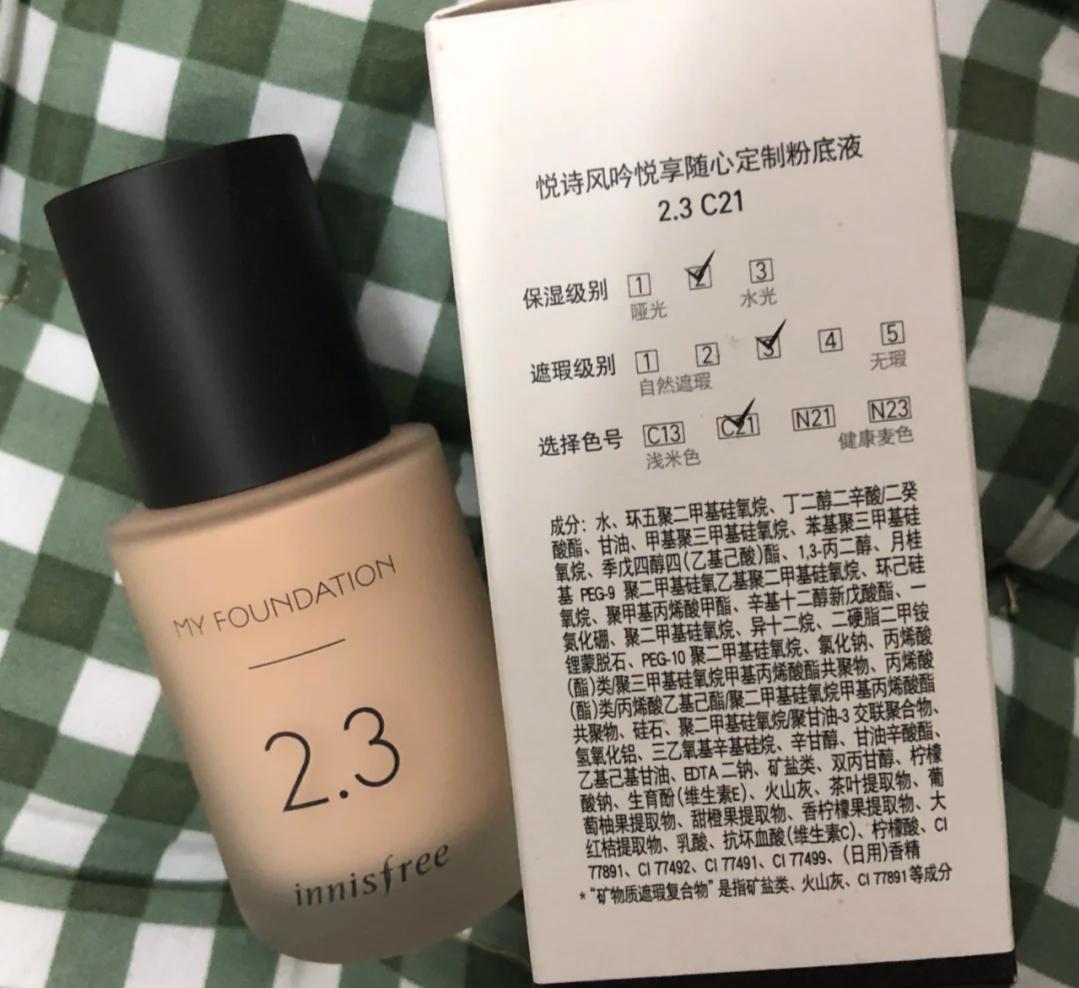 MY FOUNDATION
2.3
innisfree
悦诗风吟悦享随心定制粉底液
2.3 C21
保湿级别 1 2 3
哑光 水光
遮瑕级别 1 2 3 4 5
自然遮瑕 无瑕
选择色号 C13 C21 N21 N23
浅米色 健康麦色
成分：水、环五聚二甲基硅氧烷、丁二醇二辛酸/二癸
酸酯、甘油、甲基聚三甲基硅氧烷、苯基聚三甲基硅
氧烷、季戊四醇四(乙基己酸)酯、1,3-丙二醇、月桂
基 PEG-9 聚二甲基硅氧乙基聚二甲基硅氧烷、环己硅
氧烷、聚甲基丙烯酸甲酯、辛基十二醇新戊酸酯、一
氮化硼、聚二甲基硅氧烷、异十二烷、二硬脂二甲铵
锂蒙脱石、PEG-10 聚二甲基硅氧烷、氯化钠、丙烯酸
(酯)类/聚三甲基硅氧烷甲基丙烯酸酯共聚物、丙烯酸
(酯)类/丙烯酸乙基己酯/聚二甲基硅氧烷甲基丙烯酸酯
共聚物、硅石、聚二甲基硅氧烷/聚甘油-3 交联聚合物、
氢氧化铝、三乙氧基辛基硅烷、辛甘醇、甘油辛酸酯、
乙基己基甘油、EDTA 二钠、矿盐类、双丙甘醇、柠檬
酸钠、生育酚(维生素E)、火山灰、茶叶提取物、葡
萄柚果提取物、甜橙果提取物、香柠檬果提取物、大
红桔提取物、乳酸、抗坏血酸(维生素C)、柠檬酸、CI
77891、CI 77492、CI 77491、CI 77499、(日用)香精
*“矿物质遮瑕复合物”是指矿盐类、火山灰、CI 77891等成分